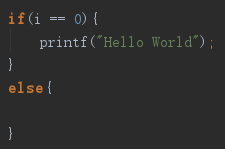 if(i == 0){
    printf("Hello World");
}
else{

}